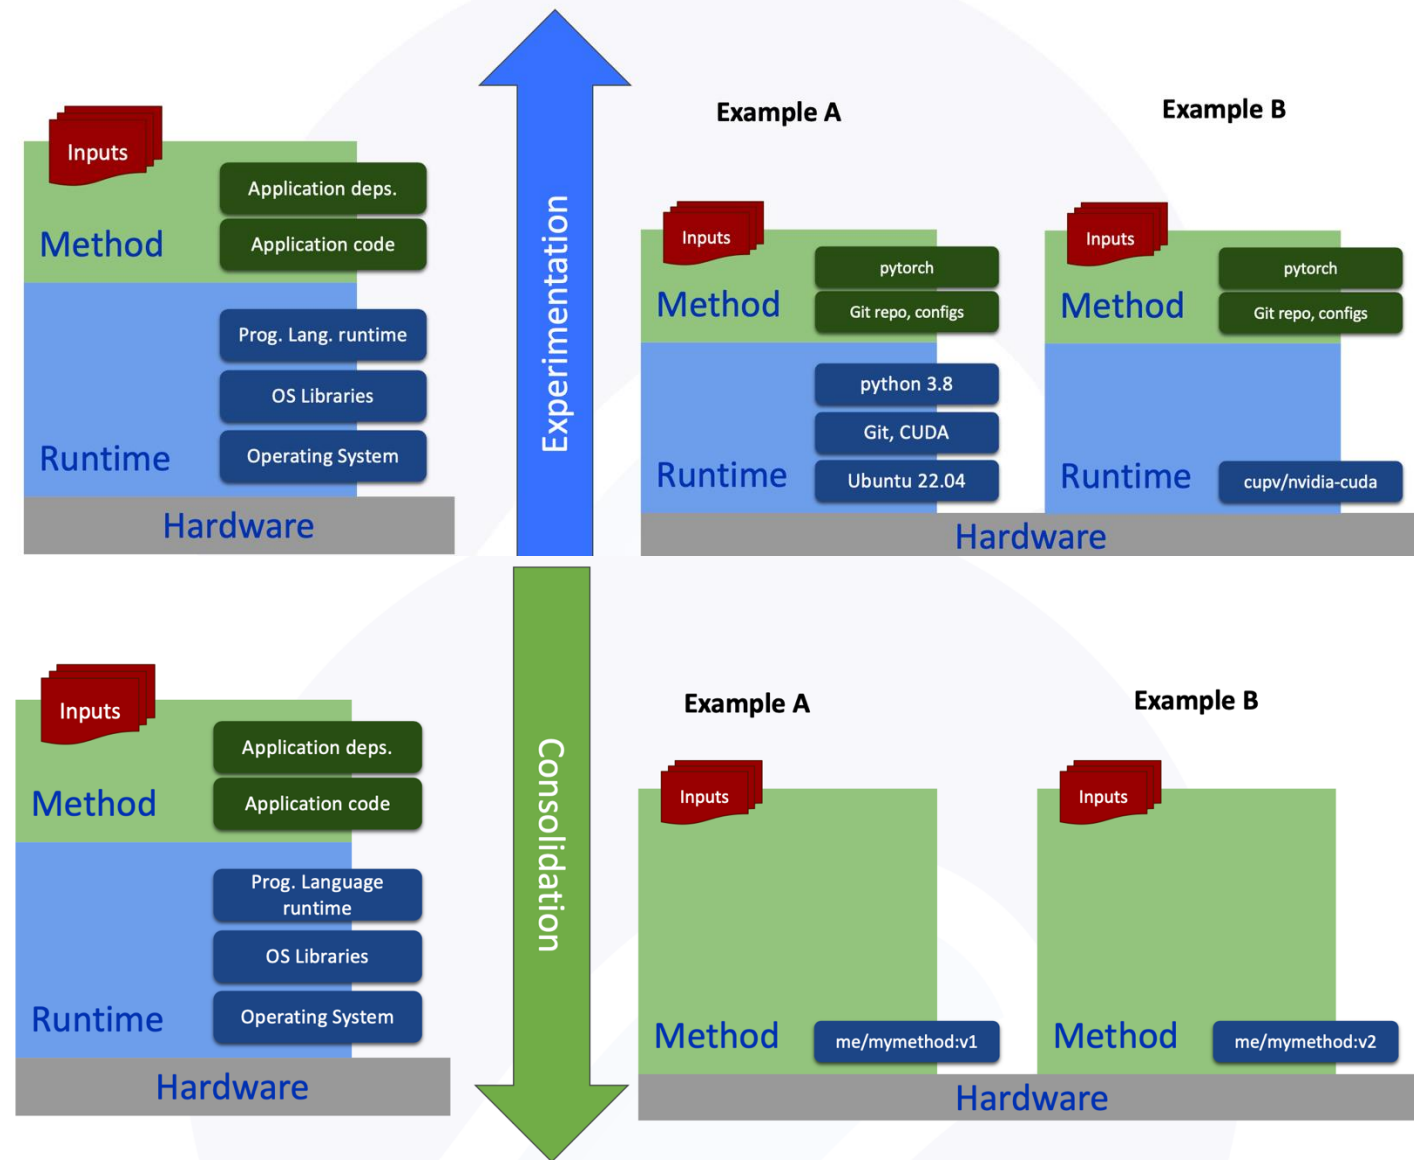 Inputs
Application deps.
Method
Application code
Prog. Lang. runtime
OS Libraries
Runtime
Operating System
Hardware
Experimentation
Example A
Inputs
pytorch
Method
Git repo, configs
python 3.8
Git, CUDA
Runtime
Ubuntu 22.04
Example B
Inputs
pytorch
Method
Git repo, configs
Runtime
cupv/nvidia-cuda
Hardware
Inputs
Application deps.
Method
Application code
Prog. Language
runtime
OS Libraries
Runtime
Operating System
Hardware
Consolidation
Example A
Inputs
Method
me/mymethod:v1
Example B
Inputs
Method
me/mymethod:v2
Hardware